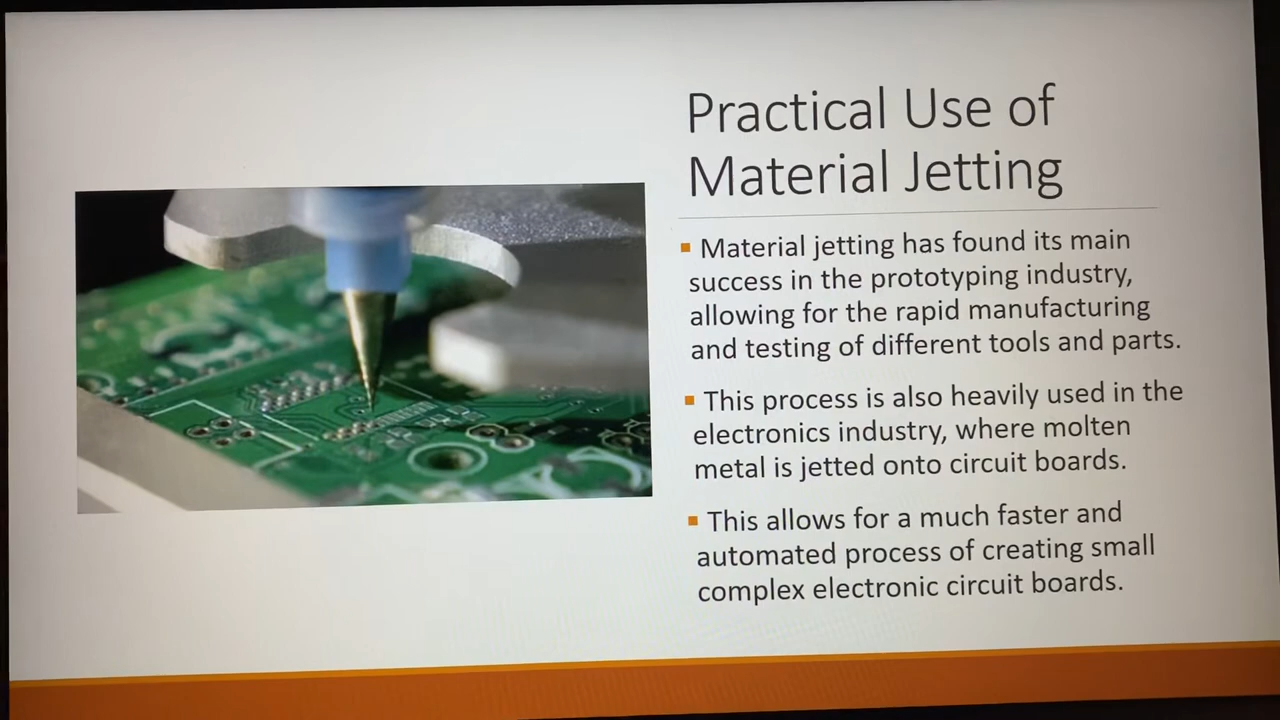 Practical Use of
Material Jetting
Material jetting has found its main
success in the prototyping industry,
allowing for the rapid manufacturing
and testing of different tools and parts.
This process is also heavily used in the
electronics industry, where molten
metal is jetted onto circuit boards.
This allows for a much faster and
automated process of creating small
complex electronic circuit boards.